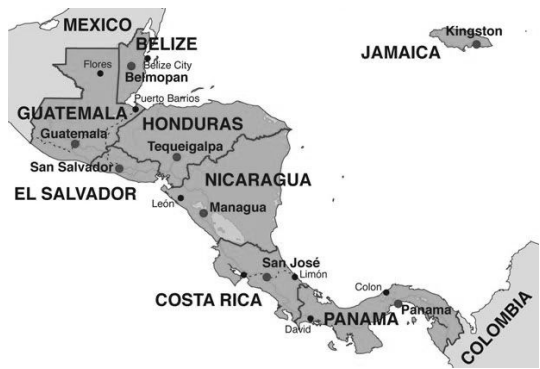 MEXICO
Kingston
JAMAICA
BELIZE
Flores
Belize City
Belmopan
Puerto Barrios
GUATEMALA
HONDURAS
Guatemala
Tequeigalpa
San Salvador
NICARAGUA
EL SALVADOR
León
Managua
San José
Limón
COSTA RICA
Colon
PANAMA
Panama
David
COLOMBIA